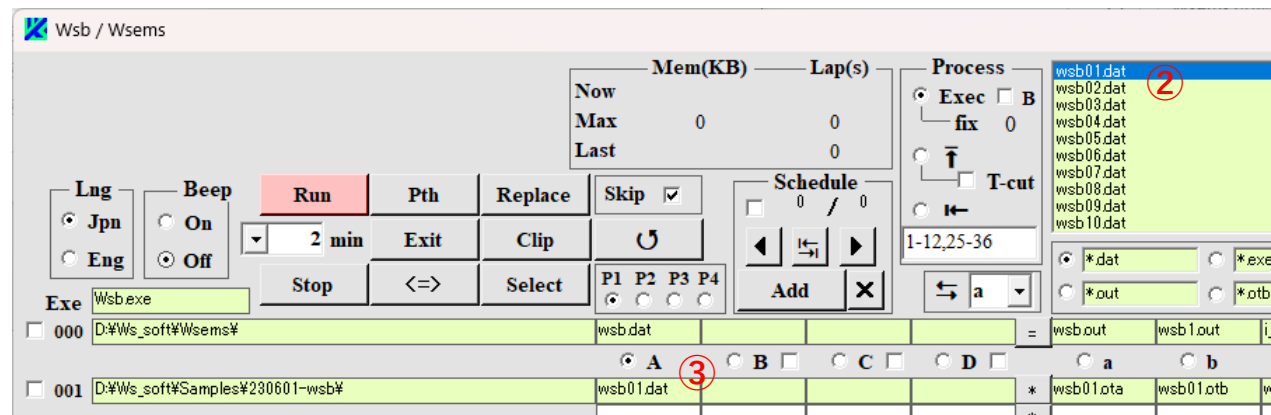 Wsb / Wsems
Mem(KB) Lap(s)
Now
Max 0 0
Last 0
Process
Exec B
fix 0
T-cut
1-12,25-36
wsb01.dat
wsb02.dat
wsb03.dat
wsb04.dat
wsb05.dat
wsb06.dat
wsb07.dat
wsb08.dat
wsb09.dat
wsb10.dat
②
Lng
Jpn
Eng
Beep
On
Off
Run Pth Replace
2 min Exit Clip
Stop <=> Select
Skip
P1 P2 P3 P4
Schedule
0 / 0
Add X
a
*.dat *.exe
*.out *.otb
Exe Wsb.exe
000 D:¥Ws_soft¥Wsems¥ wsb.dat = wsb.out wsb1.out
A B C D a b
③
001 D:¥Ws_soft¥Samples¥230601-wsb¥ wsb01.dat * wsb01.ota wsb01.otb